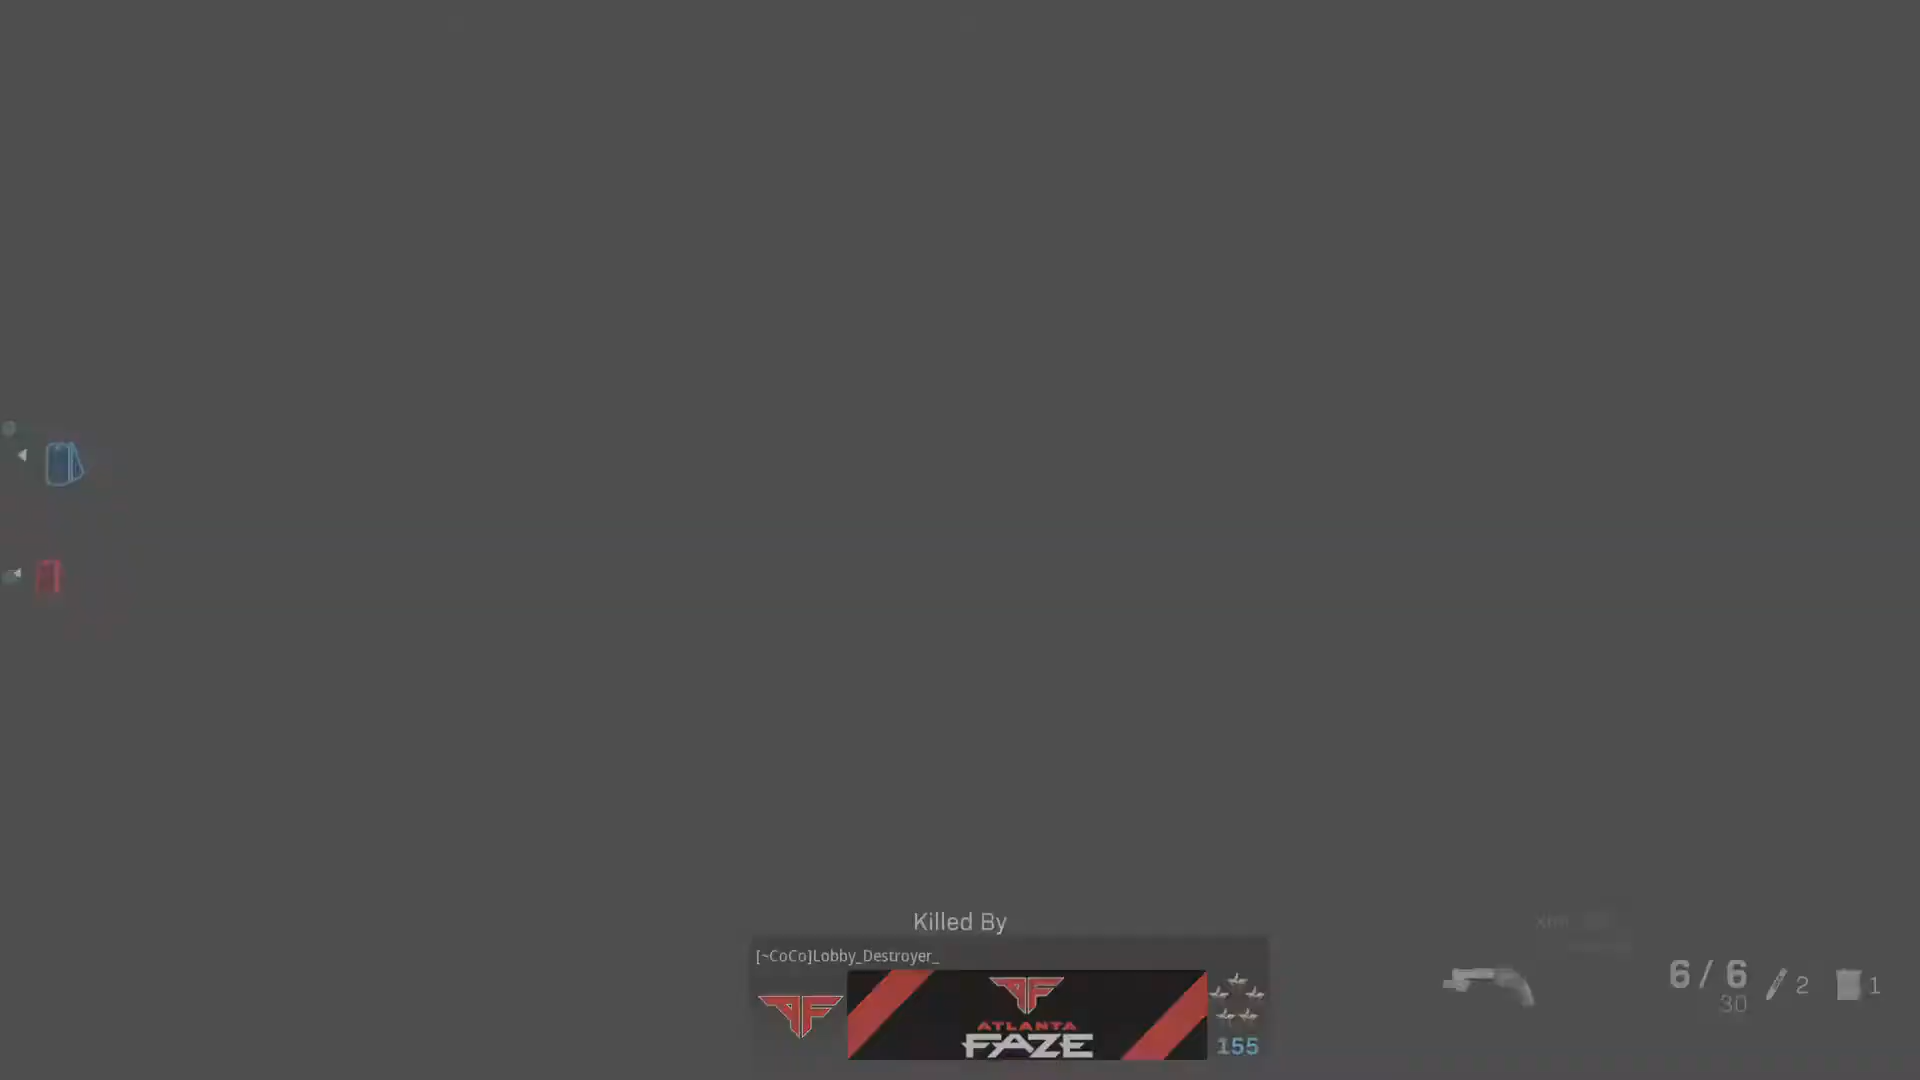 Killed By
[~CoCo]Lobby_Destroyer_
ATLANTA
FAZE
155
6/6
30
2
1